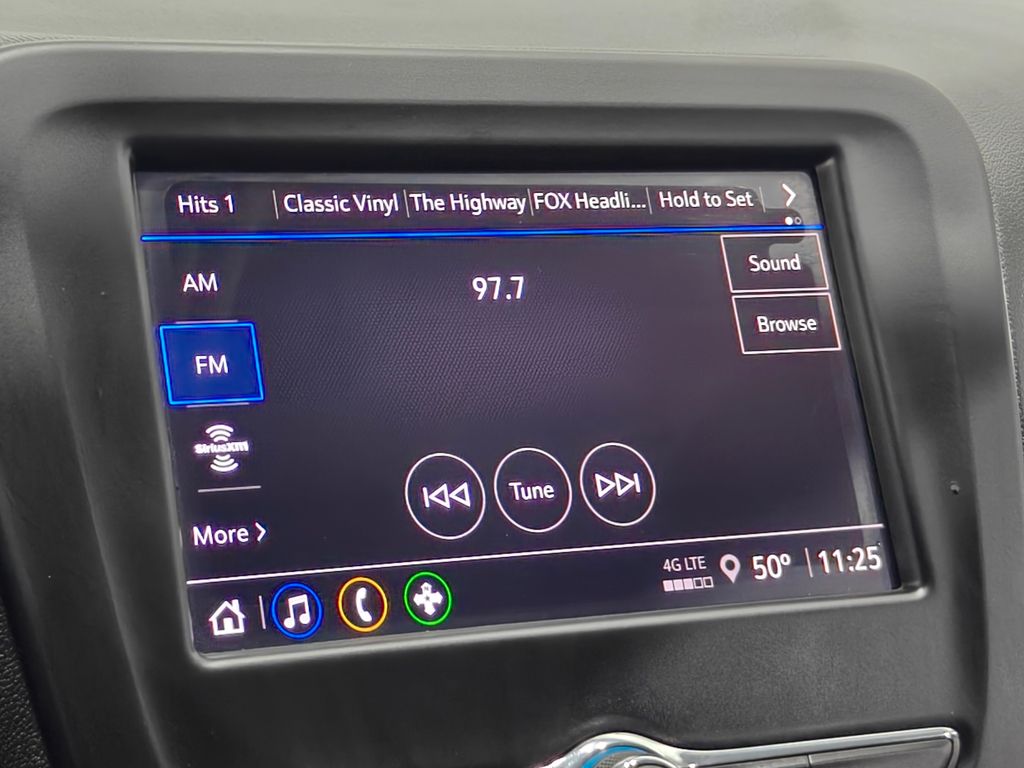 Hits 1 Classic Vinyl The Highway FOX Headli... Hold to Set
Sound
AM
97.7
Browse
FM
SiriusXM
Tune
More
4G LTE
50° 11:25